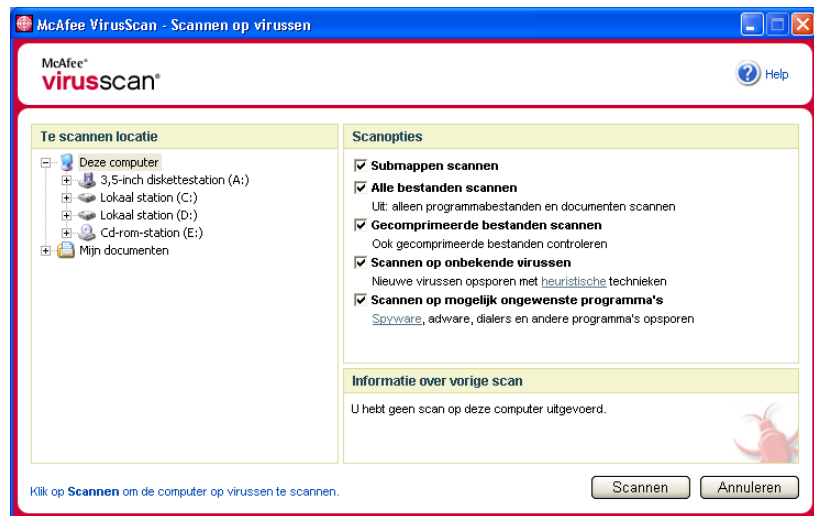 McAfee VirusScan - Scannen op virussen
McAfee®
virusscan®
Help
Te scannen locatie
Deze computer
3,5-inch diskettestation (A:)
Lokaal station (C:)
Lokaal station (D:)
Cd-rom-station (E:)
Mijn documenten
Scanopties
Submappen scannen
Alle bestanden scannen
Uit: alleen programmabestanden en documenten scannen
Gecomprimeerde bestanden scannen
Ook gecomprimeerde bestanden controleren
Scannen op onbekende virussen
Nieuwe virussen opsporen met heuristische technieken
Scannen op mogelijk ongewenste programma's
Spyware, adware, dialers en andere programma's opsporen
Informatie over vorige scan
U hebt geen scan op deze computer uitgevoerd.
Klik op Scannen om de computer op virussen te scannen.
Scannen
Annuleren